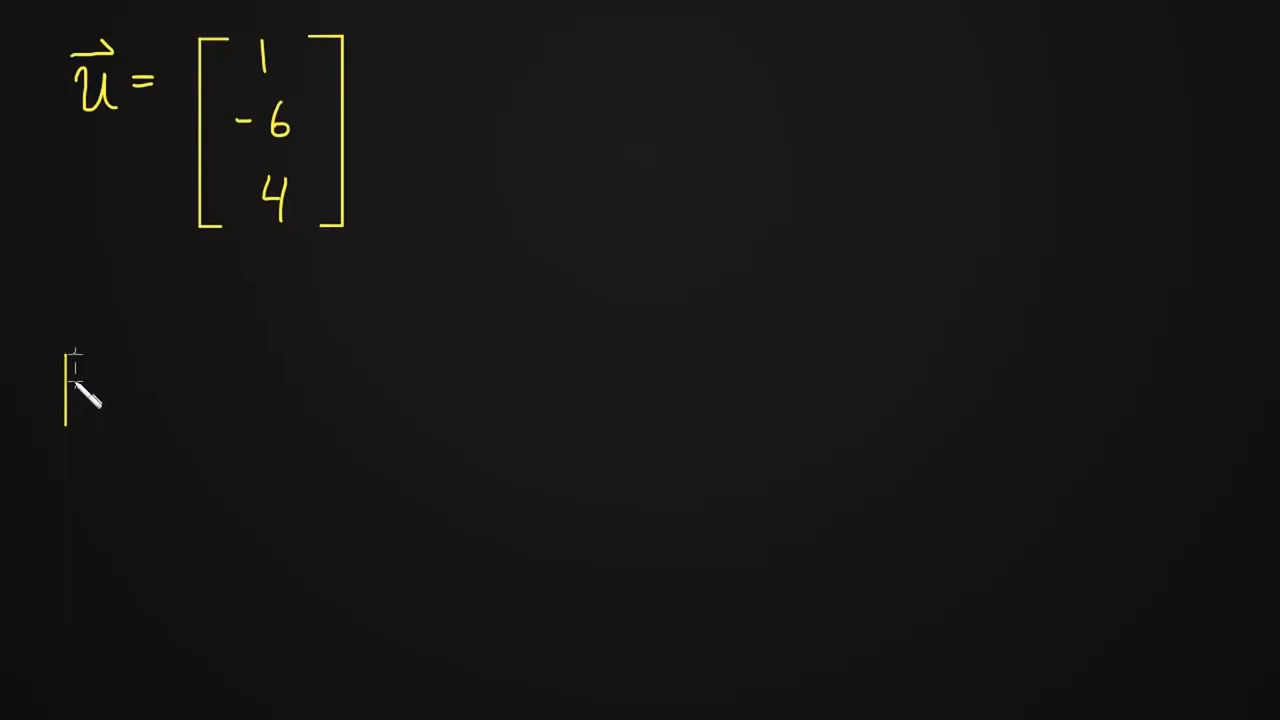 u⃗ = [ 1
- 6
4 ]
|